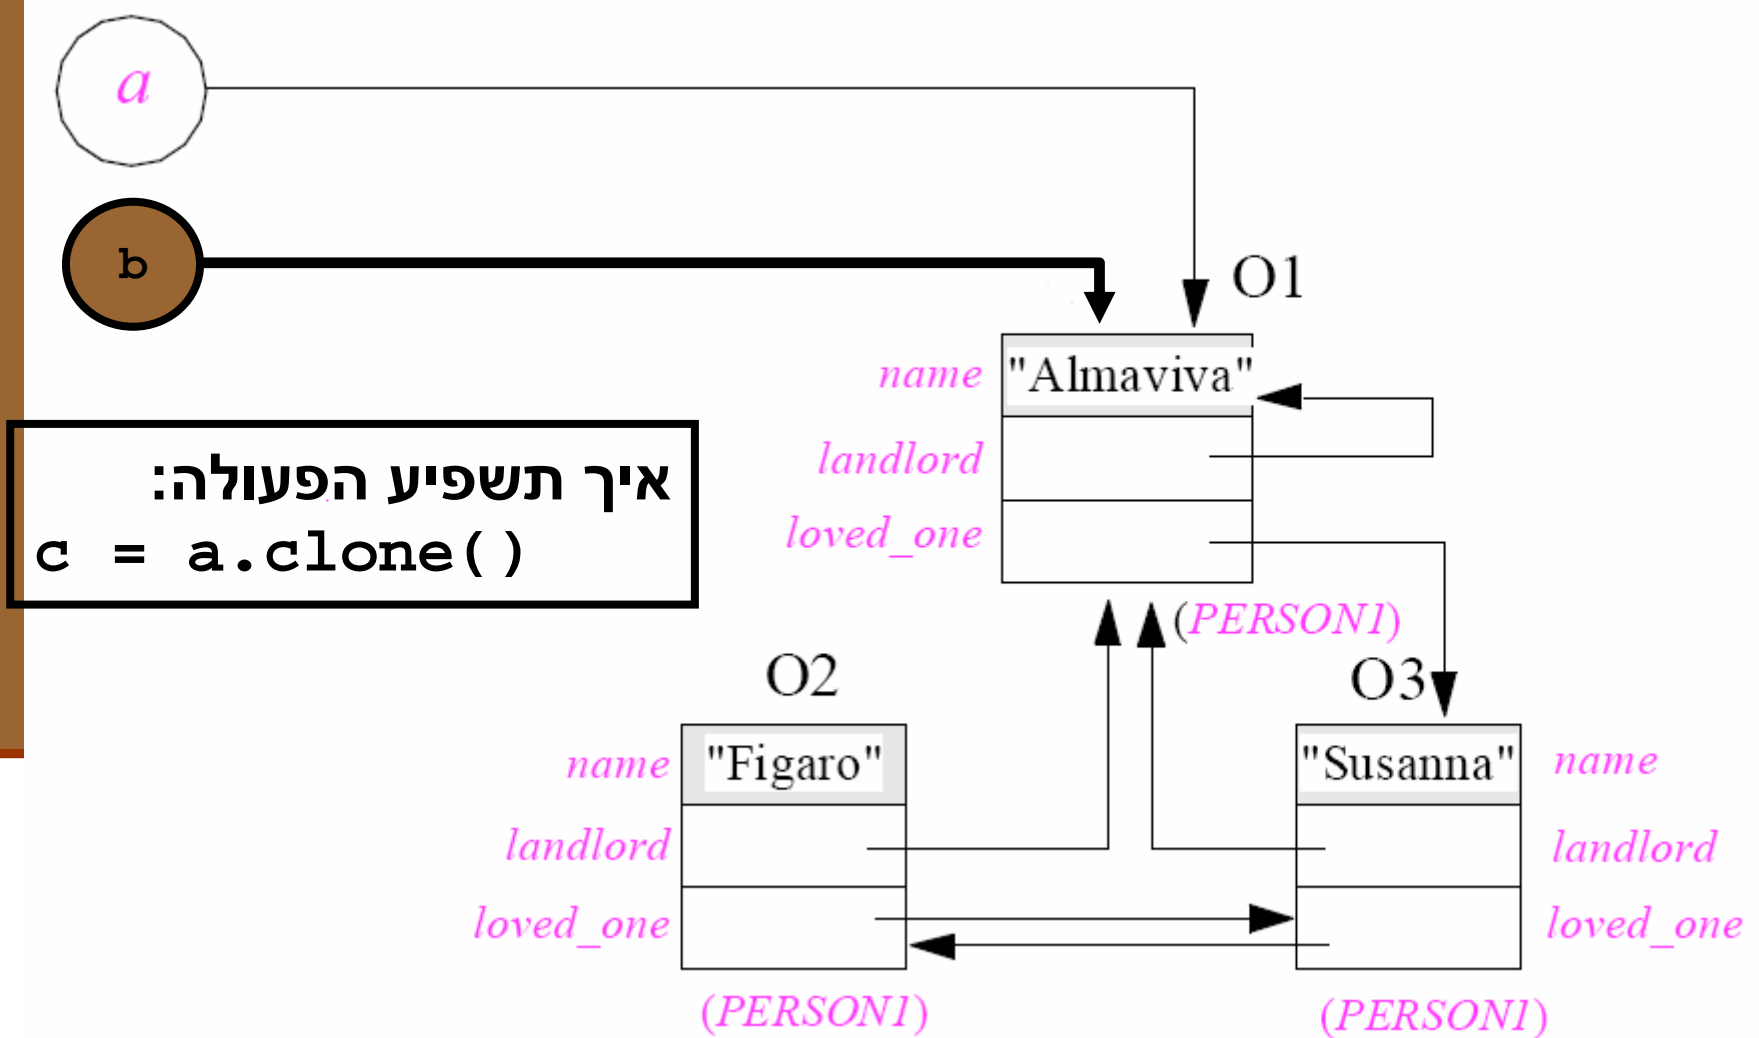 a
b
O1
name "Almaviva"
landlord
loved_one
איך תשפיע הפעולה:
c = a.clone()
(PERSON1)
O2
O3
name "Figaro"
"Susanna" name
landlord
landlord
loved_one
loved_one
(PERSON1)
(PERSON1)